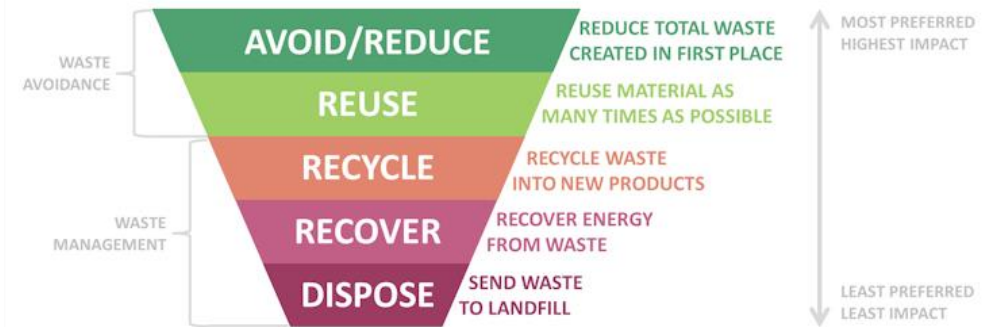 AVOID/REDUCE
REDUCE TOTAL WASTE
CREATED IN FIRST PLACE
MOST PREFERRED
HIGHEST IMPACT
WASTE
AVOIDANCE
REUSE
REUSE MATERIAL AS
MANY TIMES AS POSSIBLE
RECYCLE
RECYCLE WASTE
INTO NEW PRODUCTS
WASTE
MANAGEMENT
RECOVER
RECOVER ENERGY
FROM WASTE
DISPOSE
SEND WASTE
TO LANDFILL
LEAST PREFERRED
LEAST IMPACT